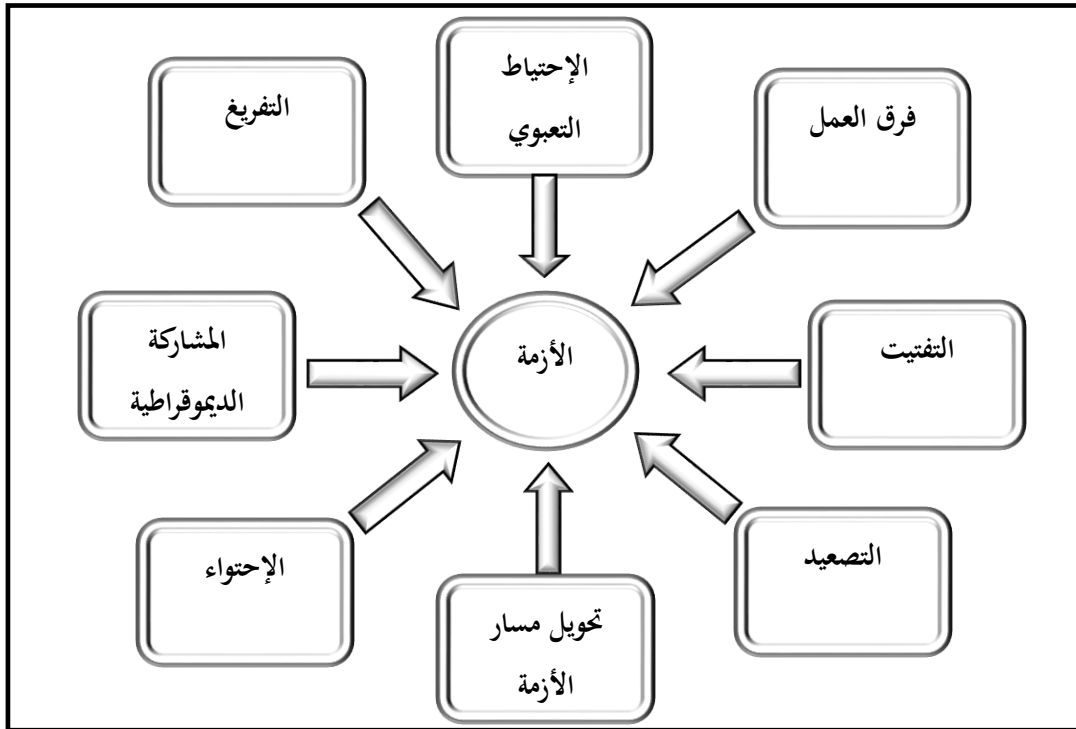 الإحتياط
التعبوي
فرق العمل
التفريغ
التفتيت
الأزمة
المشاركة
الديموقراطية
التصعيد
الإحتواء
تحويل مسار
الأزمة